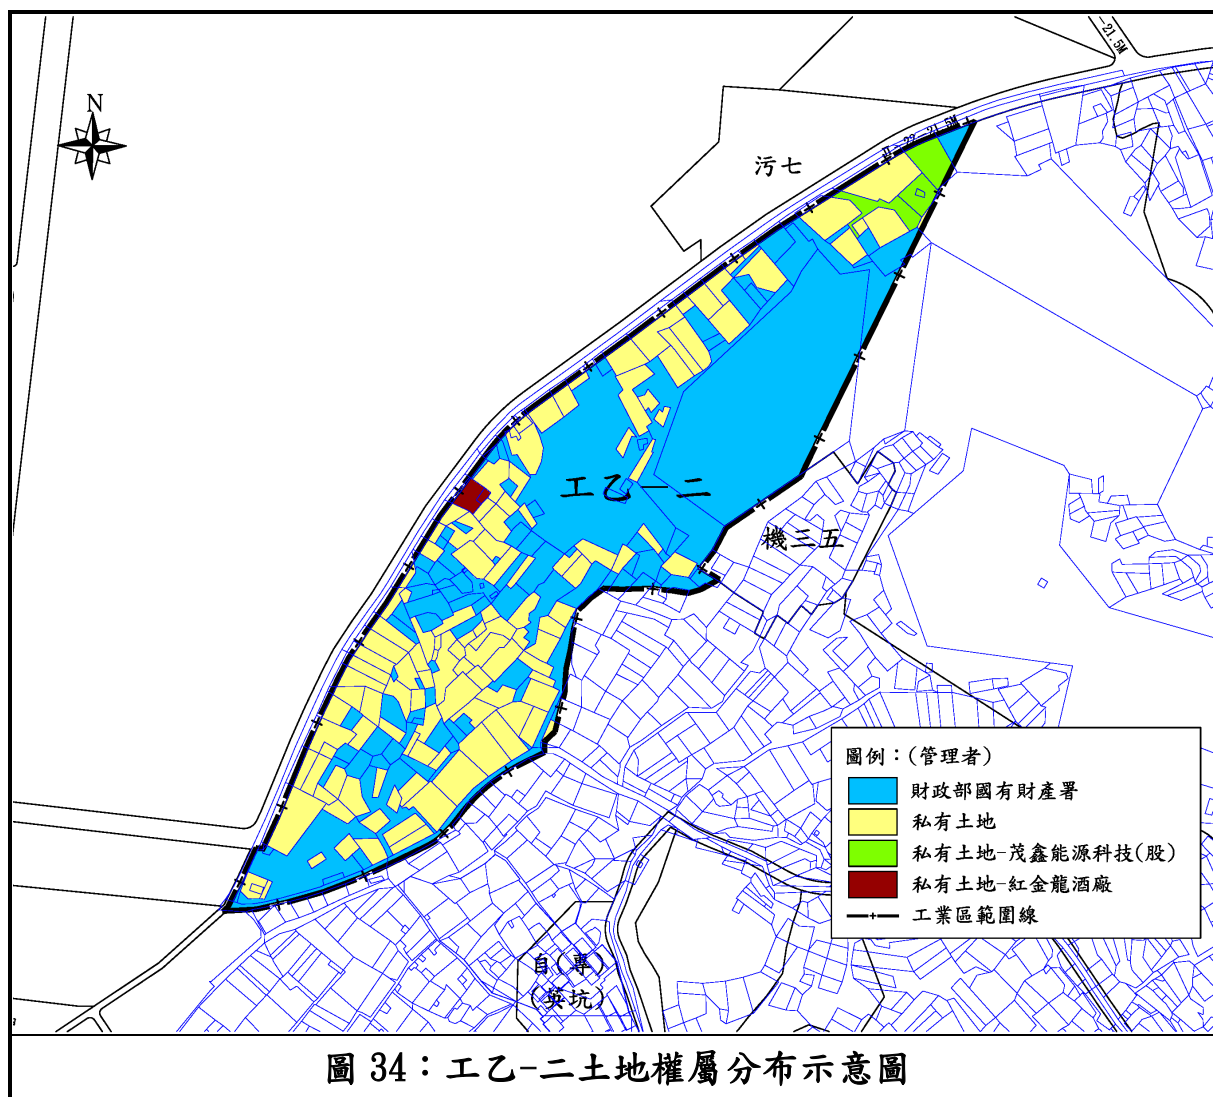 -21.5M
N
污七
工乙一二
機三五
圖例：(管理者)
財政部國有財產署
私有土地
私有土地-茂鑫能源科技(股)
私有土地-紅金龍酒廠
工業區範圍線
自(專)
(英坑)
圖 34：工乙-二土地權屬分布示意圖